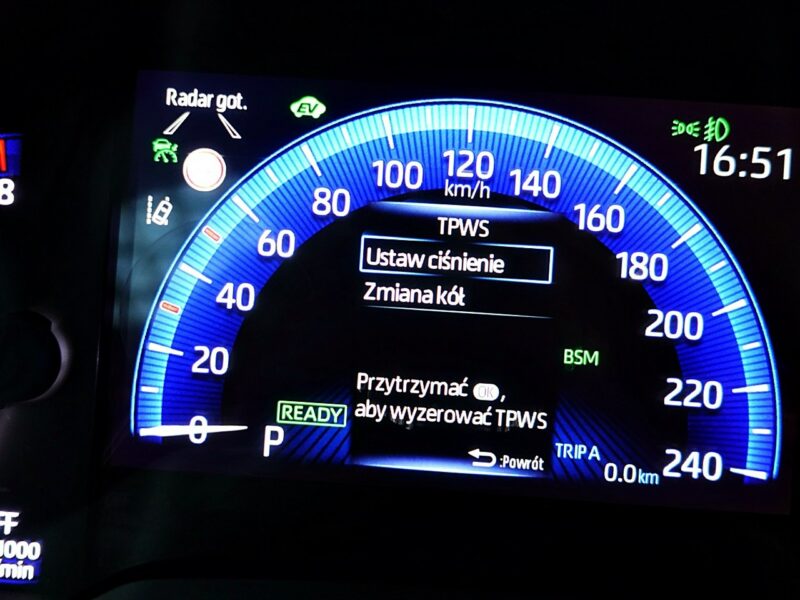 Radar got.
EV
16:51
8
0
20
40
60
80
100
120
140
160
180
200
220
240
km/h
TPWS
Ustaw ciśnienie
Zmiana kół
BSM
Przytrzymać OK,
aby wyzerować TPWS
READY
P
:Powrót
TRIP A
0.0 km